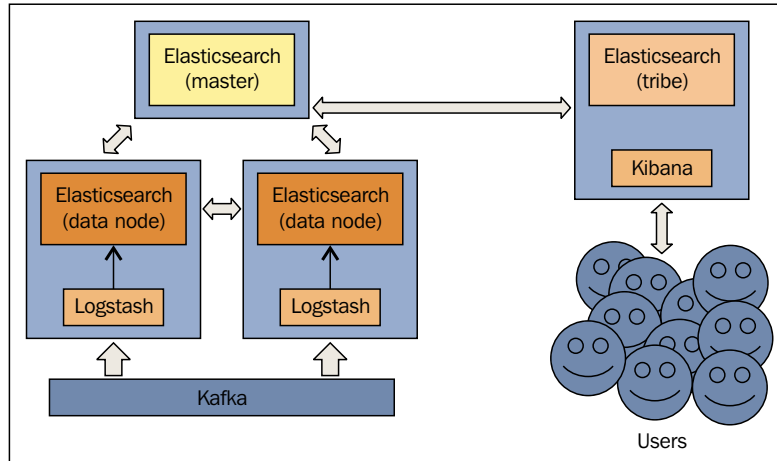 Elasticsearch
(master)
Elasticsearch
(tribe)
Kibana
Elasticsearch
(data node)
Elasticsearch
(data node)
Logstash
Logstash
Kafka
Users